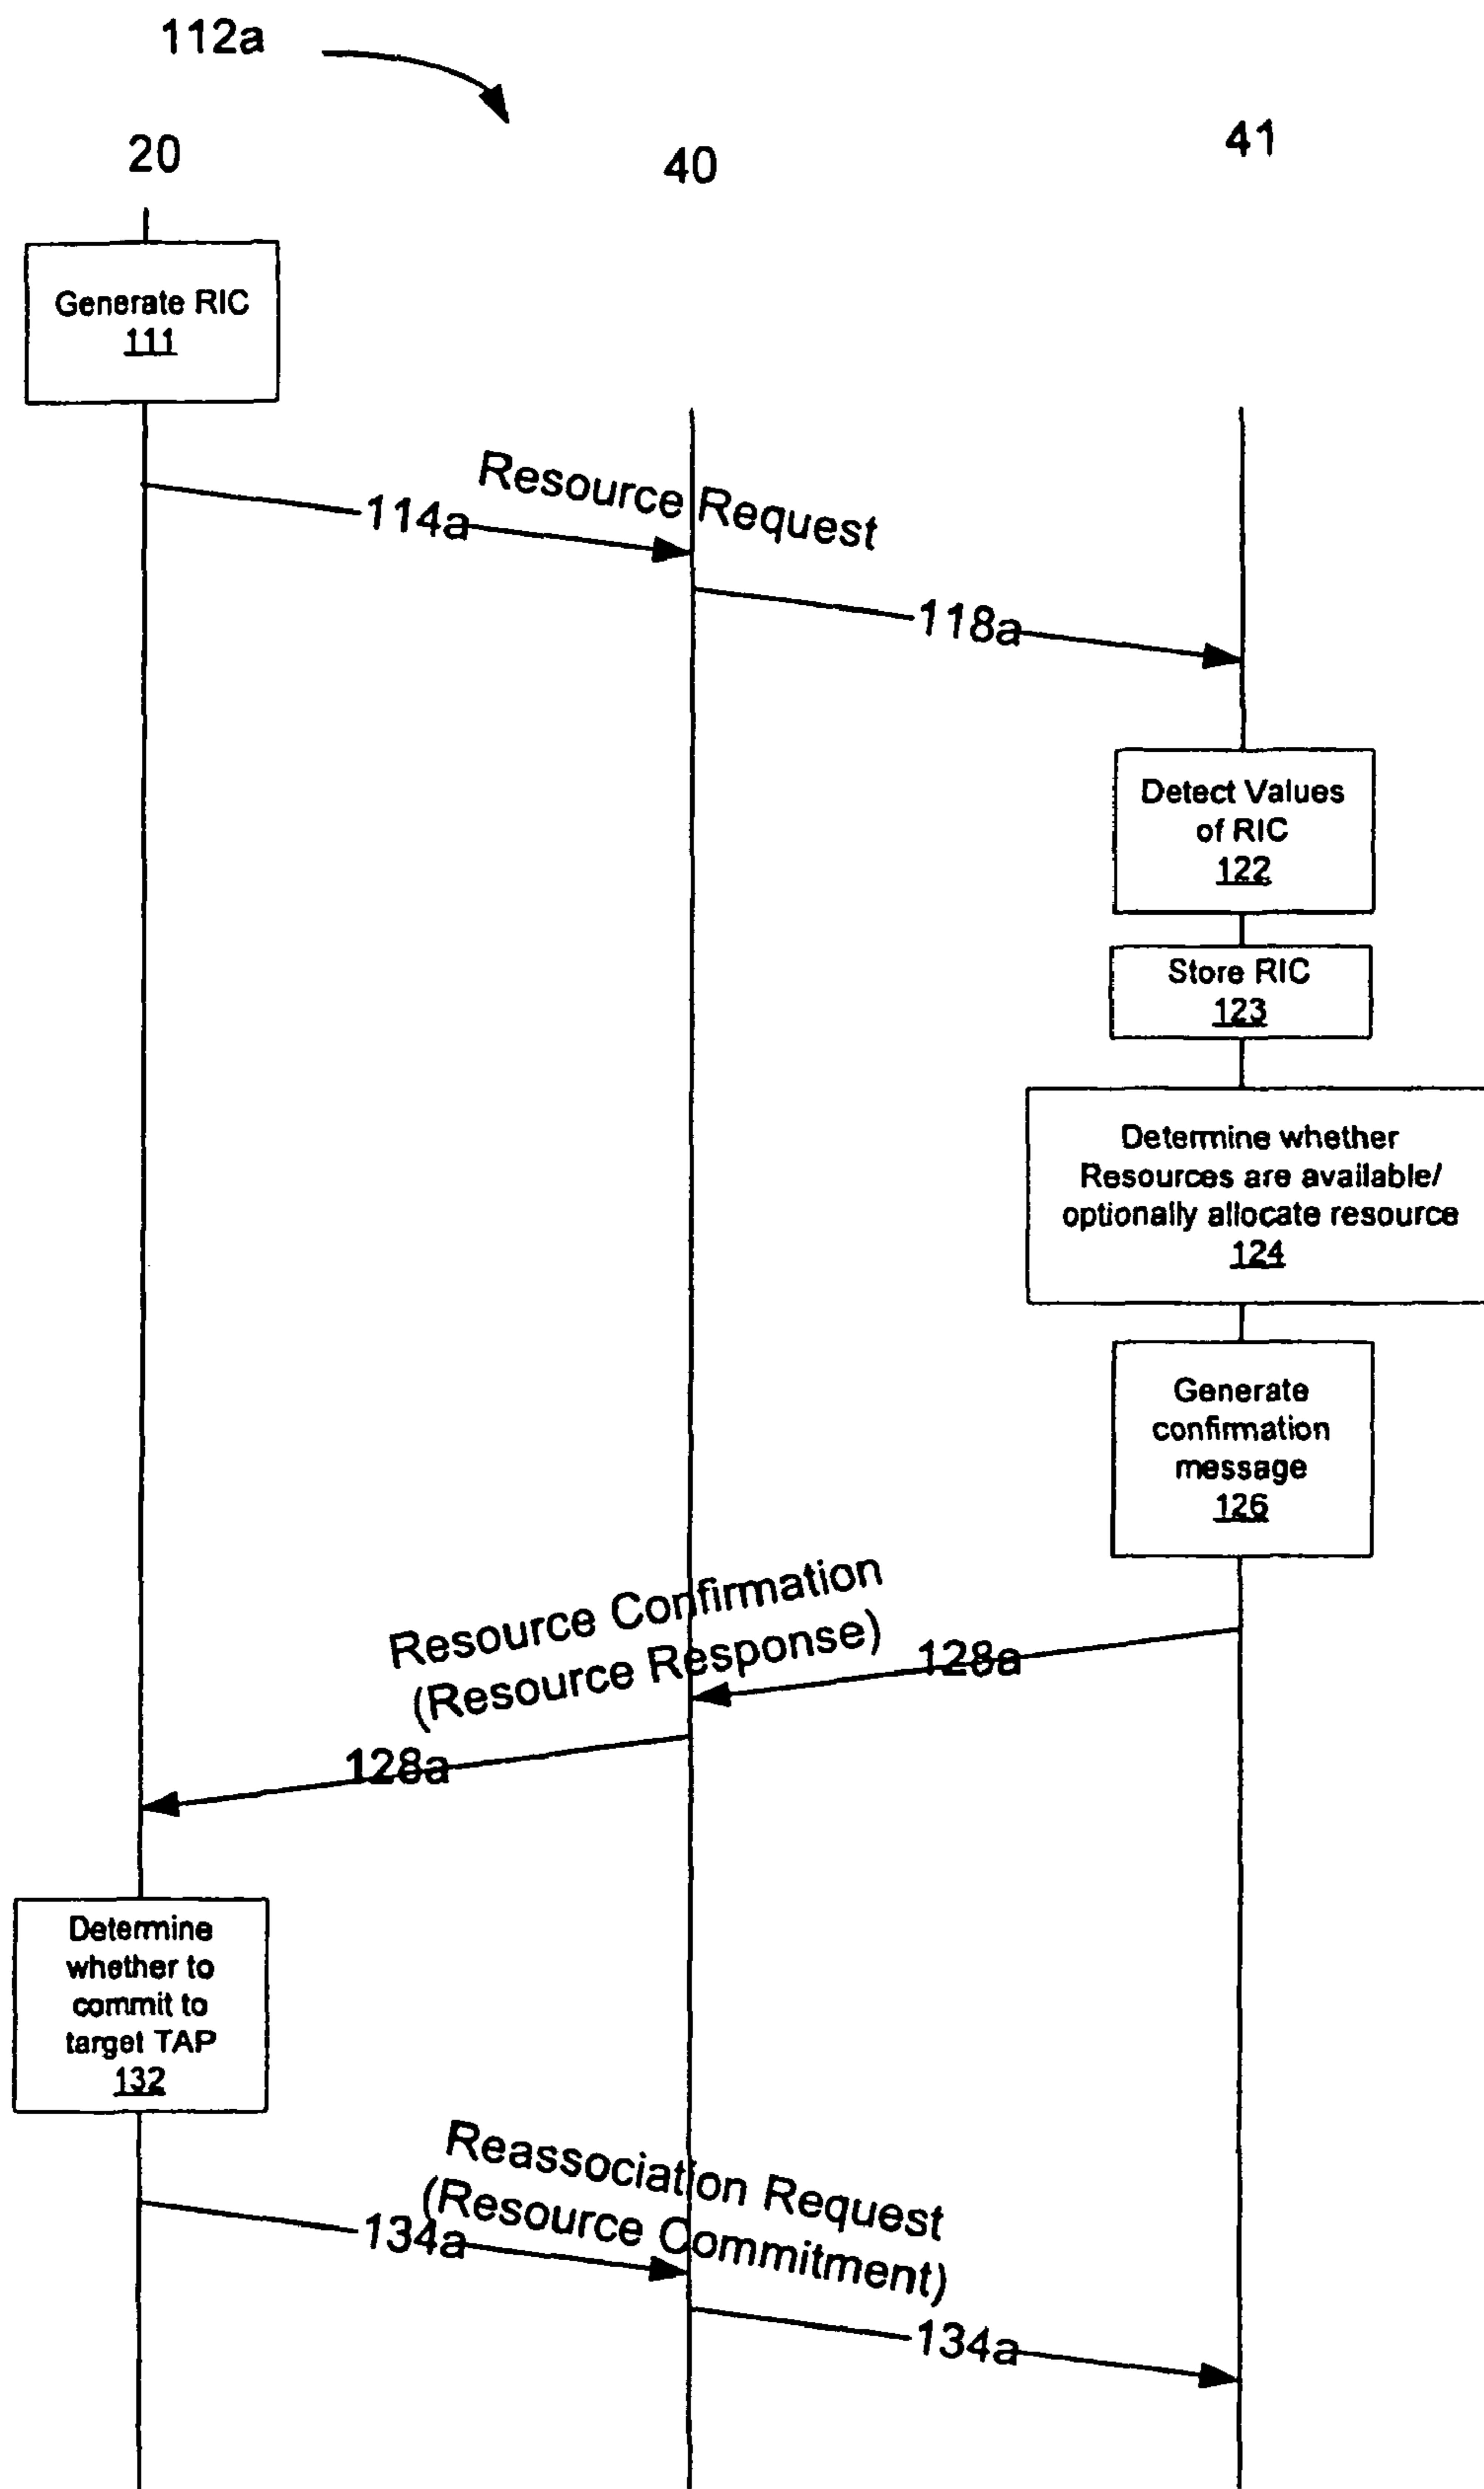 112a
20
40
41
Generate RIC
111
Resource Request
114a
118a
Detect Values
of RIC
122
Store RIC
123
Determine whether
Resources are available/
optionally allocate resource
124
Generate
confirmation
message
126
Resource Confirmation
(Resource Response)
128a
128a
Determine
whether to
commit to
target TAP
132
Reassociation Request
(Resource Commitment)
134a
134a